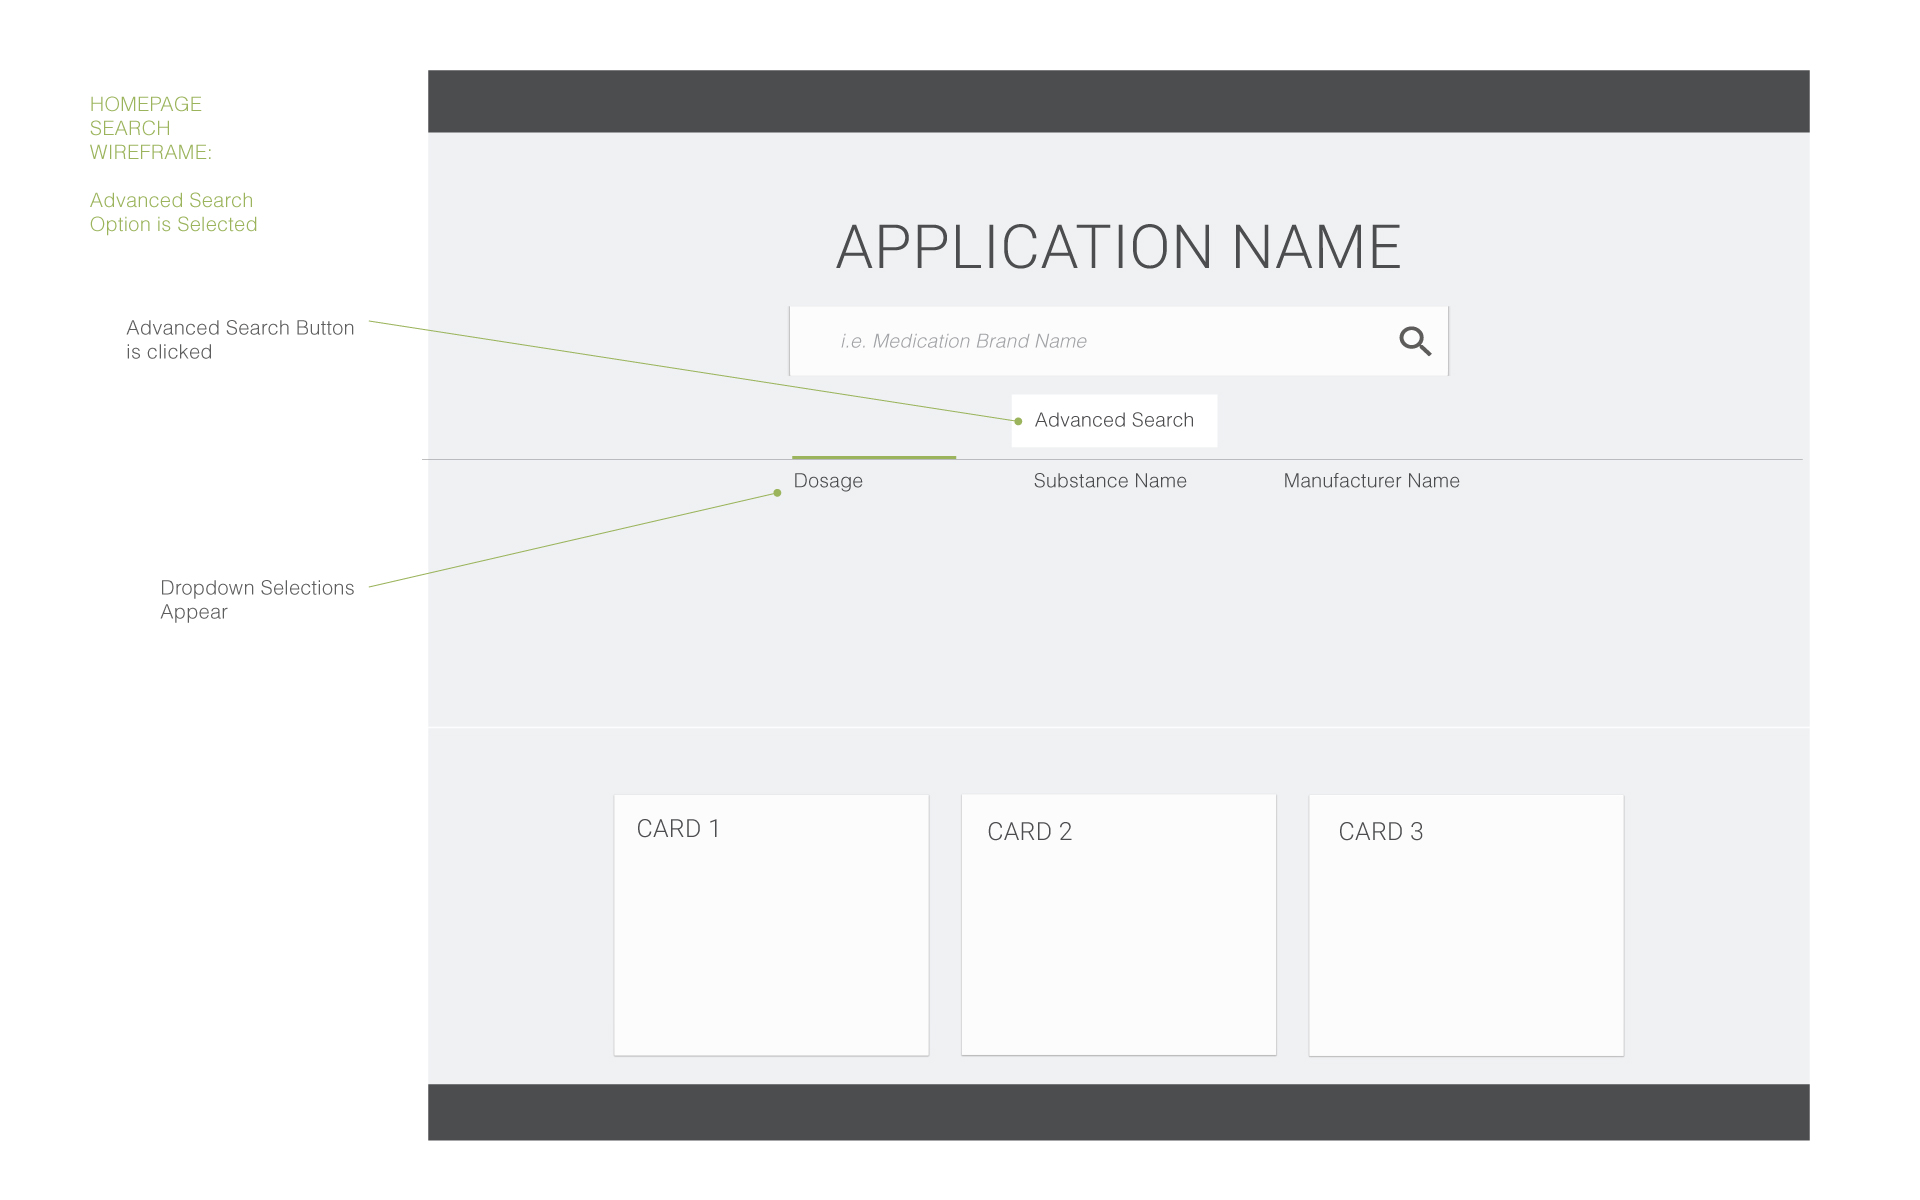 HOMEPAGE
SEARCH
WIREFRAME:
Advanced Search
Option is Selected
Advanced Search Button
is clicked
Dropdown Selections
Appear
APPLICATION NAME
i.e. Medication Brand Name
Advanced Search
Dosage
Substance Name
Manufacturer Name
CARD 1
CARD 2
CARD 3